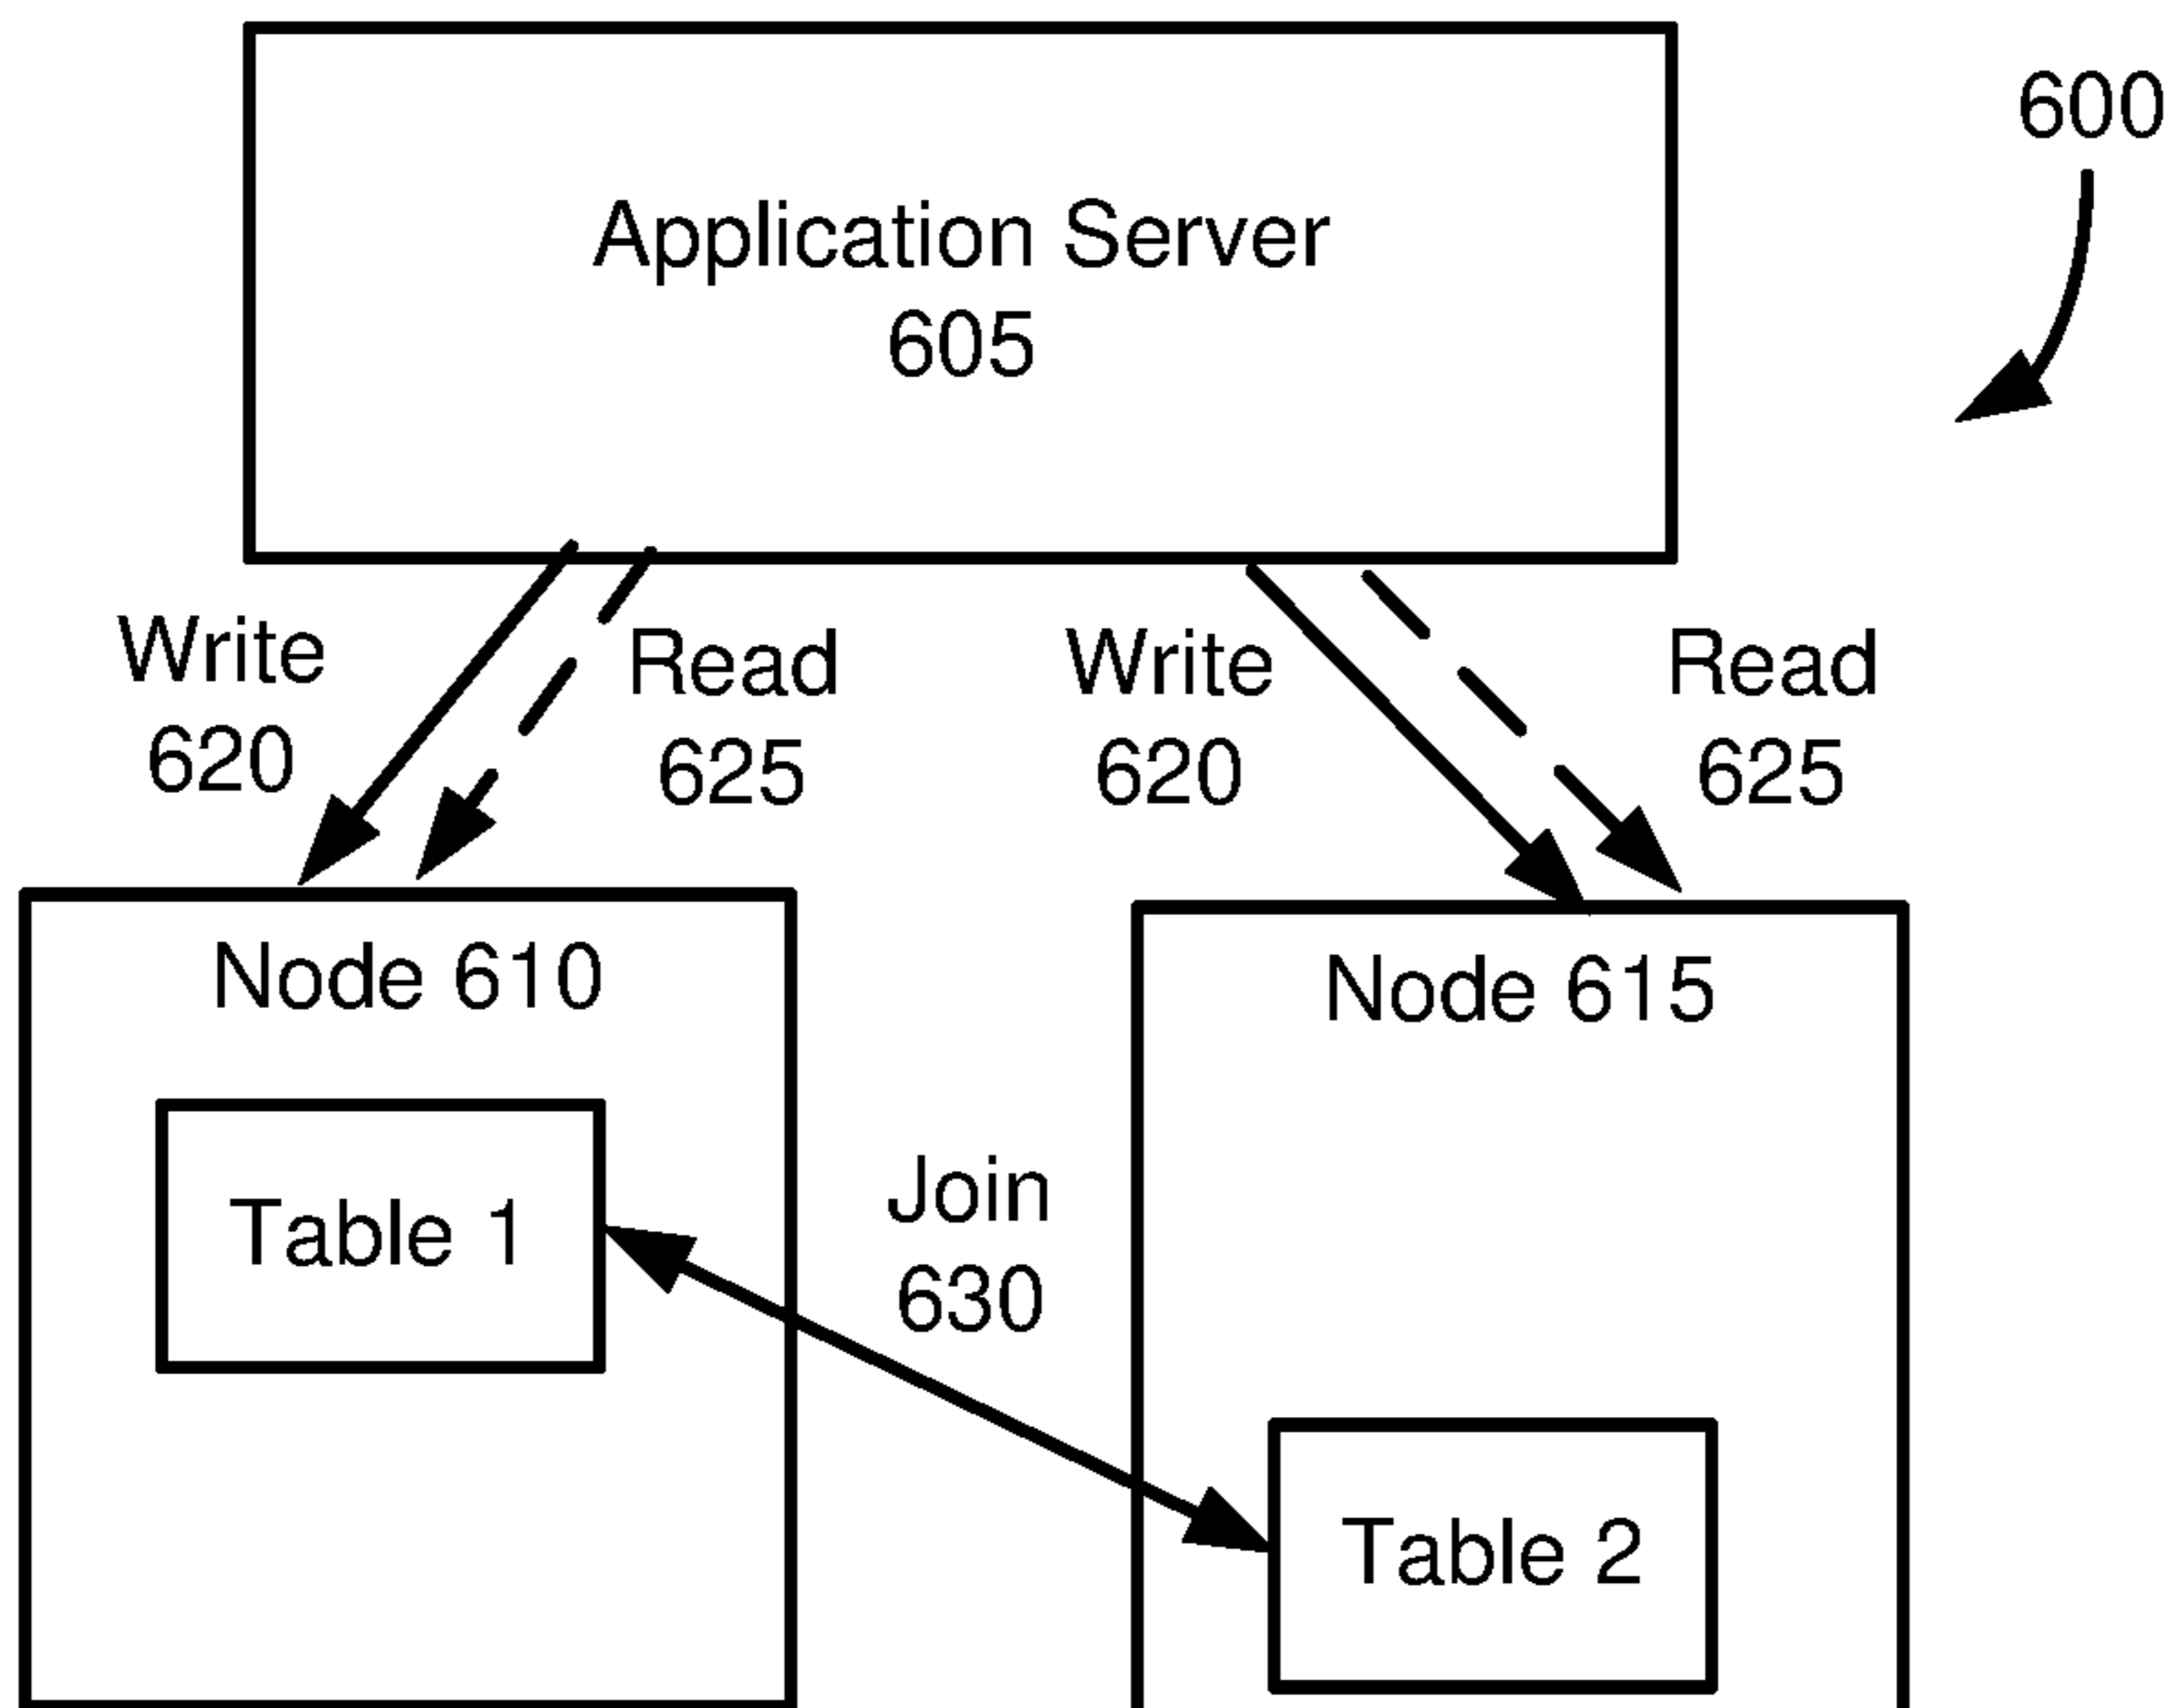 600
Application Server
605
Write
620
Read
625
Write
620
Read
625
Node 610
Node 615
Table 1
Join
630
Table 2